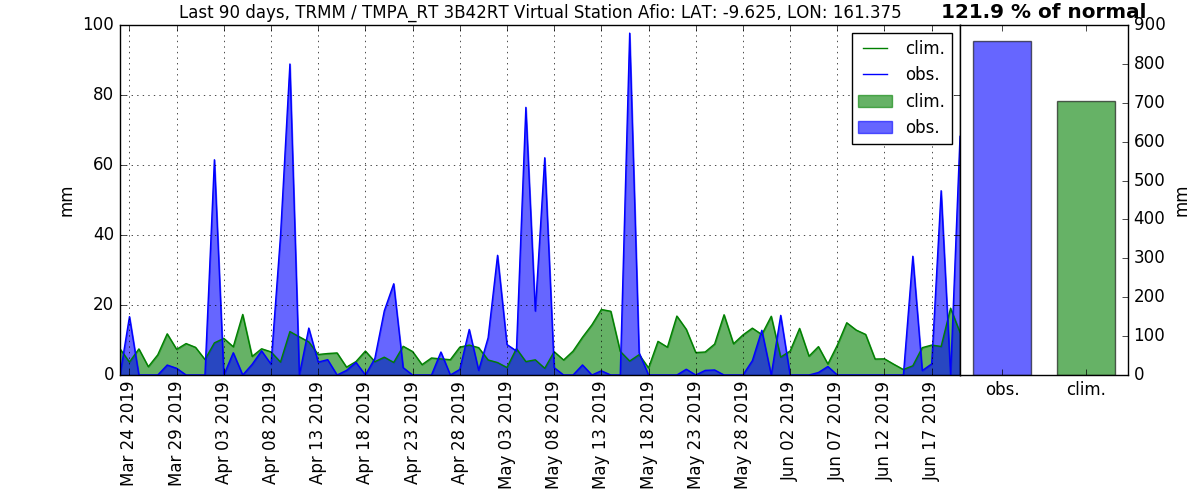 Last 90 days, TRMM / TMPA_RT 3B42RT Virtual Station Afio: LAT: -9.625, LON: 161.375
121.9 % of normal
100
80
60
40
20
0
mm
clim.
obs.
clim.
obs.
900
800
700
600
500
400
300
200
100
0
mm
Mar 24 2019
Mar 29 2019
Apr 03 2019
Apr 08 2019
Apr 13 2019
Apr 18 2019
Apr 23 2019
Apr 28 2019
May 03 2019
May 08 2019
May 13 2019
May 18 2019
May 23 2019
May 28 2019
Jun 02 2019
Jun 07 2019
Jun 12 2019
Jun 17 2019
obs.
clim.